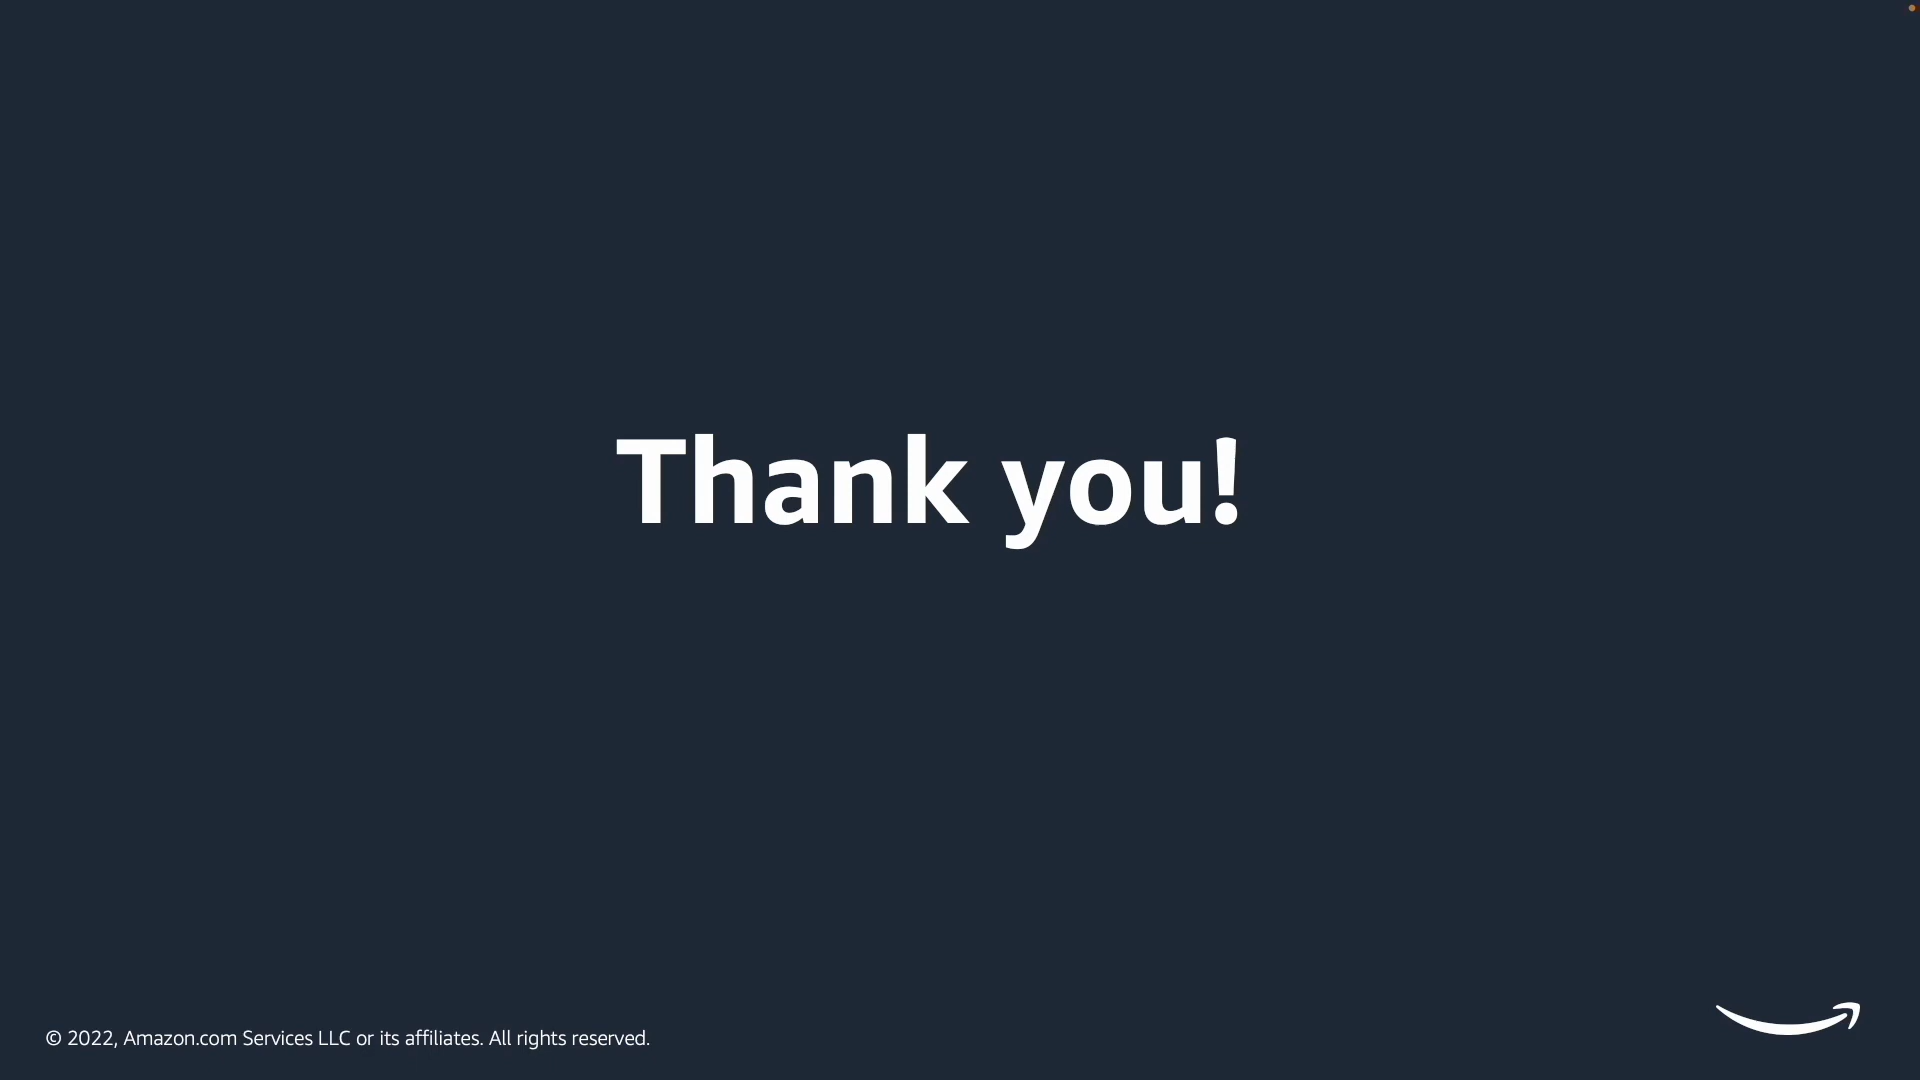 Thank you!
© 2022, Amazon.com Services LLC or its affiliates. All rights reserved.